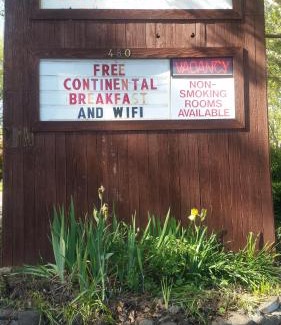 480
FREE
CONTINENTAL
BREAKFAST
AND WIFI
VACANCY
NON-
SMOKING
ROOMS
AVAILABLE